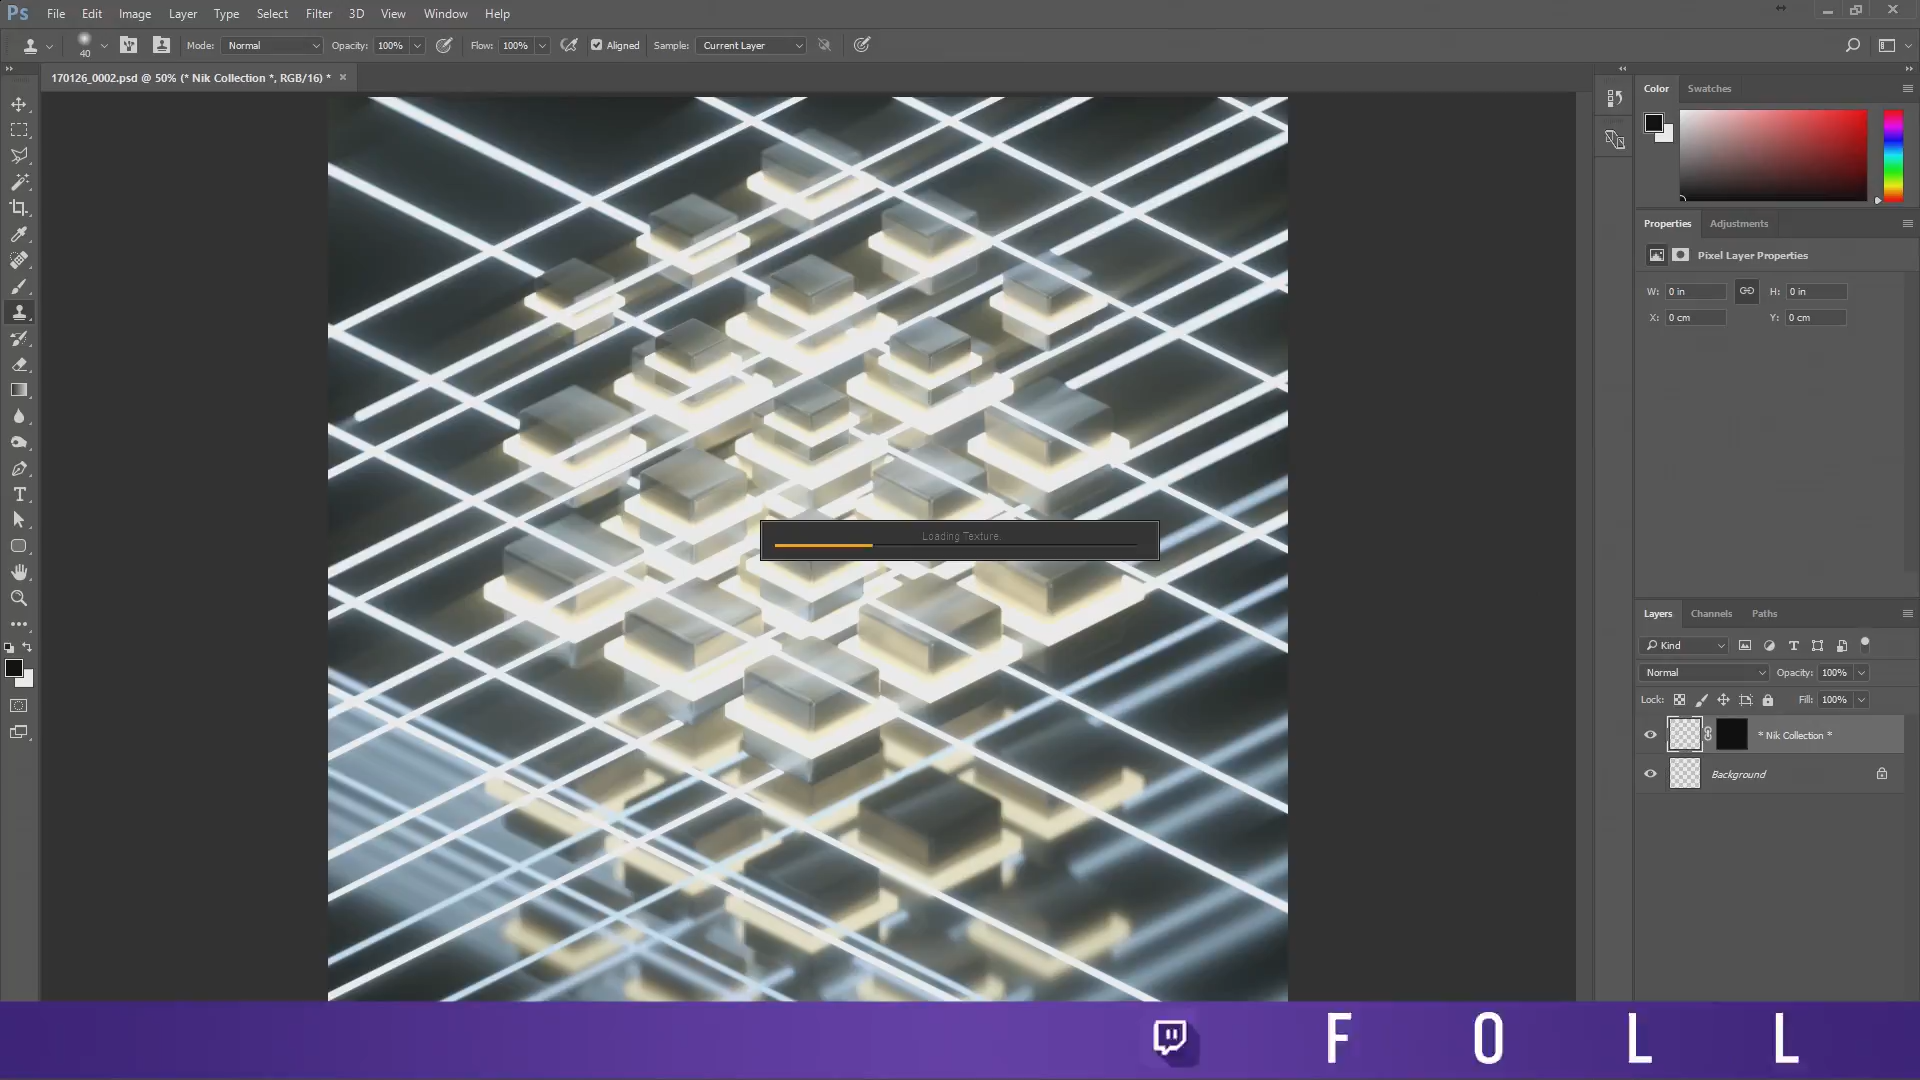 Ps File Edit Image Layer Type Select Filter 3D View Window Help
40 Mode: Normal Opacity: 100% Flow: 100% Aligned Sample: Current Layer
170126_0002.psd @ 50% (* Nik Collection *, RGB/16) * ×
Color Swatches
Properties Adjustments
Pixel Layer Properties
W: 0 in H: 0 in
X: 0 cm Y: 0 cm
Loading Texture.
Layers Channels Paths
Kind
Normal Opacity: 100%
Lock: Fill: 100%
* Nik Collection *
Background
F O L L